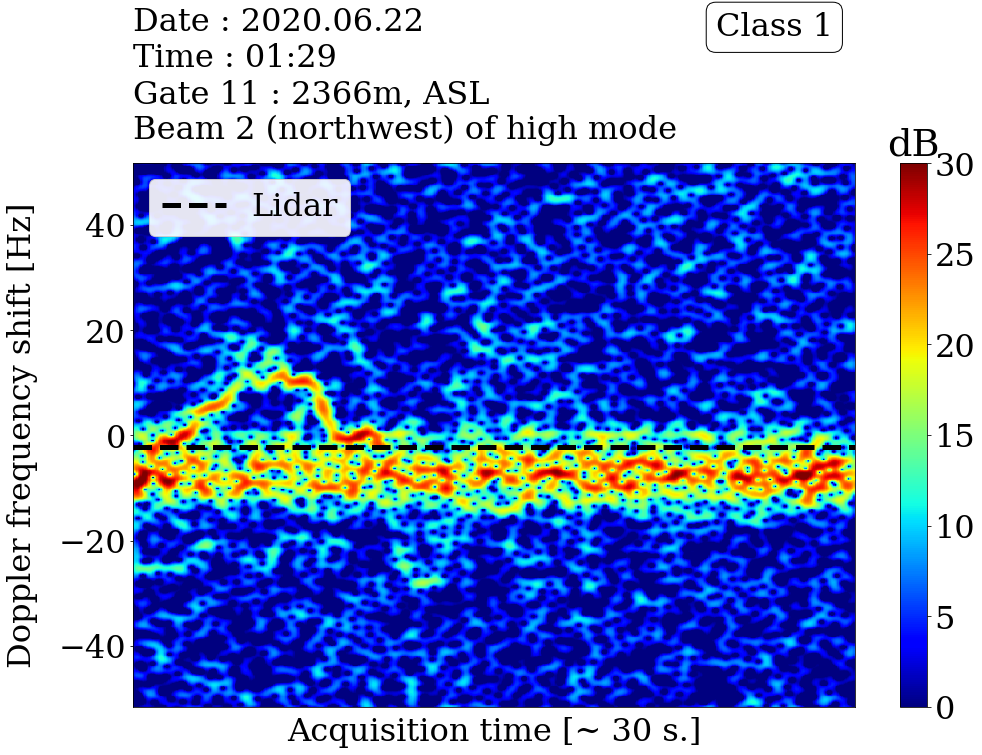 Date : 2020.06.22
Time : 01:29
Gate 11 : 2366m, ASL
Beam 2 (northwest) of high mode
Class 1
dB
Lidar
Doppler frequency shift [Hz]
40
20
0
−20
−40
Acquisition time [~ 30 s.]
30
25
20
15
10
5
0